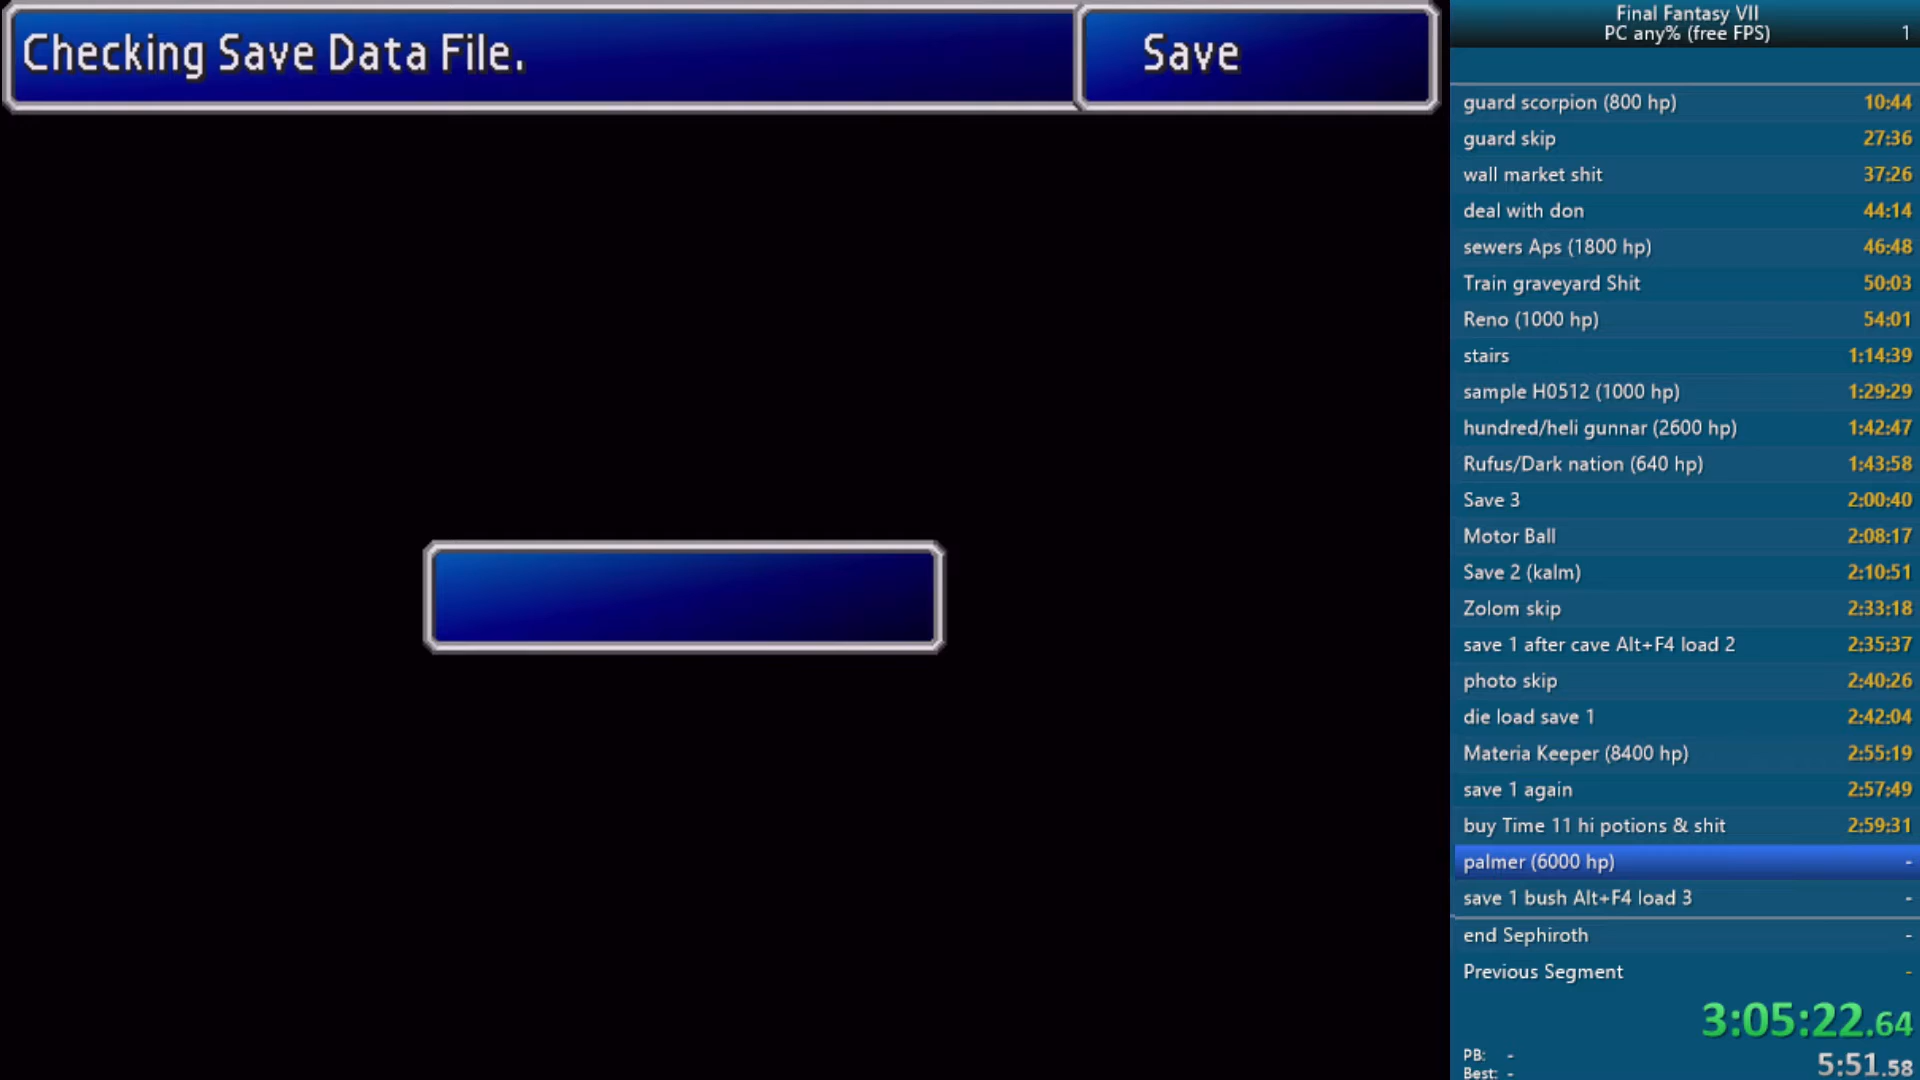 Checking Save Data File.
Save
Final Fantasy VII
PC any% (free FPS) 1
guard scorpion (800 hp) 10:44
guard skip 27:36
wall market shit 37:26
deal with don 44:14
sewers Aps (1800 hp) 46:48
Train graveyard Shit 50:03
Reno (1000 hp) 54:01
stairs 1:14:39
sample H0512 (1000 hp) 1:29:29
hundred/heli gunnar (2600 hp) 1:42:47
Rufus/Dark nation (640 hp) 1:43:58
Save 3 2:00:40
Motor Ball 2:08:17
Save 2 (kalm) 2:10:51
Zolom skip 2:33:18
save 1 after cave Alt+F4 load 2 2:35:37
photo skip 2:40:26
die load save 1 2:42:04
Materia Keeper (8400 hp) 2:55:19
save 1 again 2:57:49
buy Time 11 hi potions & shit 2:59:31
palmer (6000 hp) -
save 1 bush Alt+F4 load 3 -
end Sephiroth -
Previous Segment -
3:05:22.64
PB: -
Best: -
5:51.58